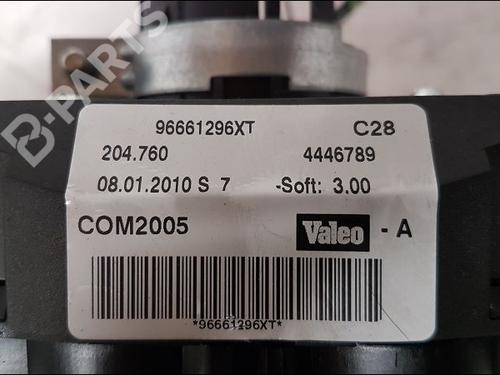 B-PARTS
96661296XT C28
204.760 4446789
08.01.2010 S 7 -Soft: 3.00
COM2005 Valeo - A
*96661296XT*